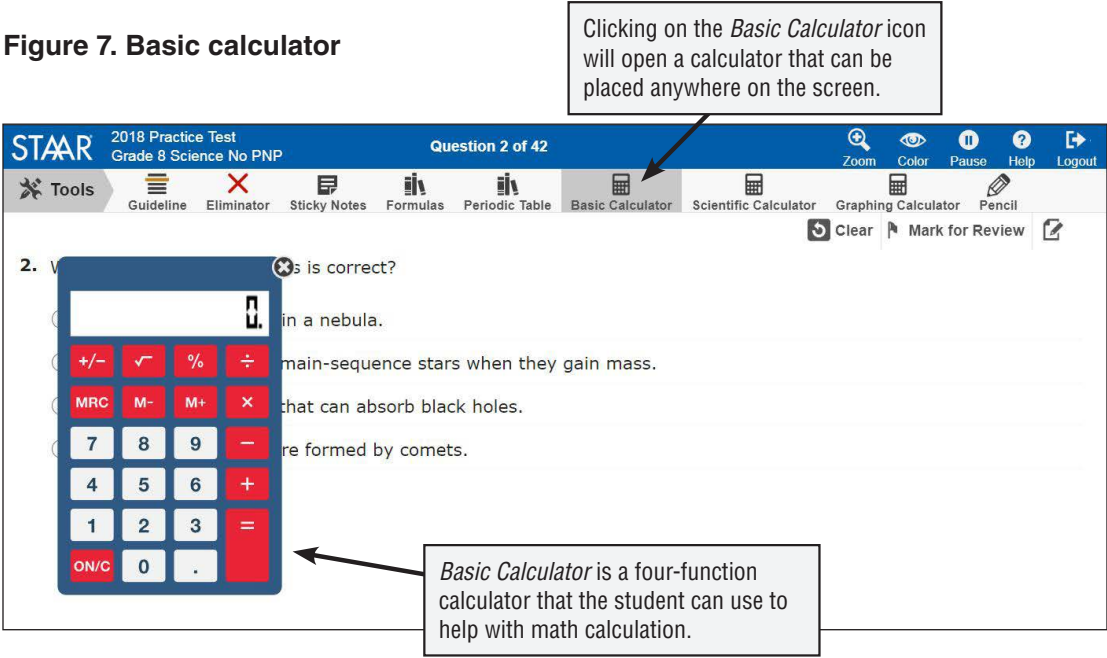 Figure 7. Basic calculator
Clicking on the Basic Calculator icon
will open a calculator that can be
placed anywhere on the screen.
STAAR
2018 Practice Test
Grade 8 Science No PNP
Question 2 of 42
Zoom Color Pause Help Logout
Tools
Guideline Eliminator Sticky Notes Formulas Periodic Table Basic Calculator Scientific Calculator Graphing Calculator Pencil
Clear Mark for Review
2. s is correct?
in a nebula.
main-sequence stars when they gain mass.
that can absorb black holes.
re formed by comets.
0.
+/- √ % ÷
MRC M- M+ ×
7 8 9 −
4 5 6 +
1 2 3 =
ON/C 0 .
Basic Calculator is a four-function
calculator that the student can use to
help with math calculation.